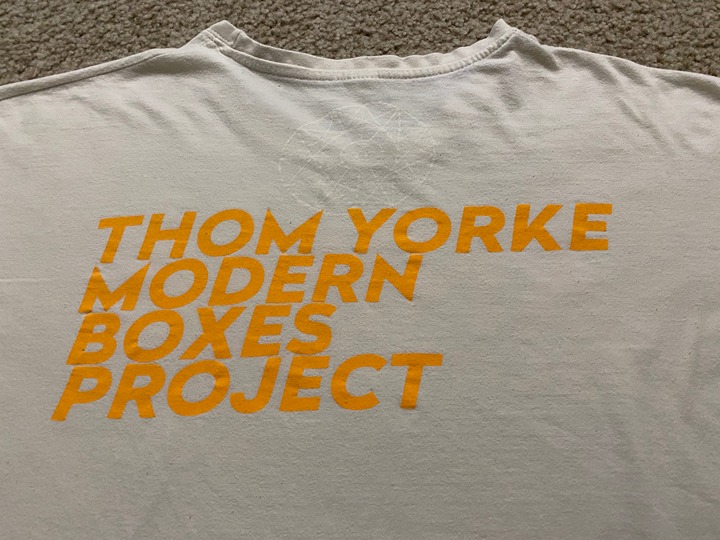 THOM YORKE
MODERN
BOXES
PROJECT